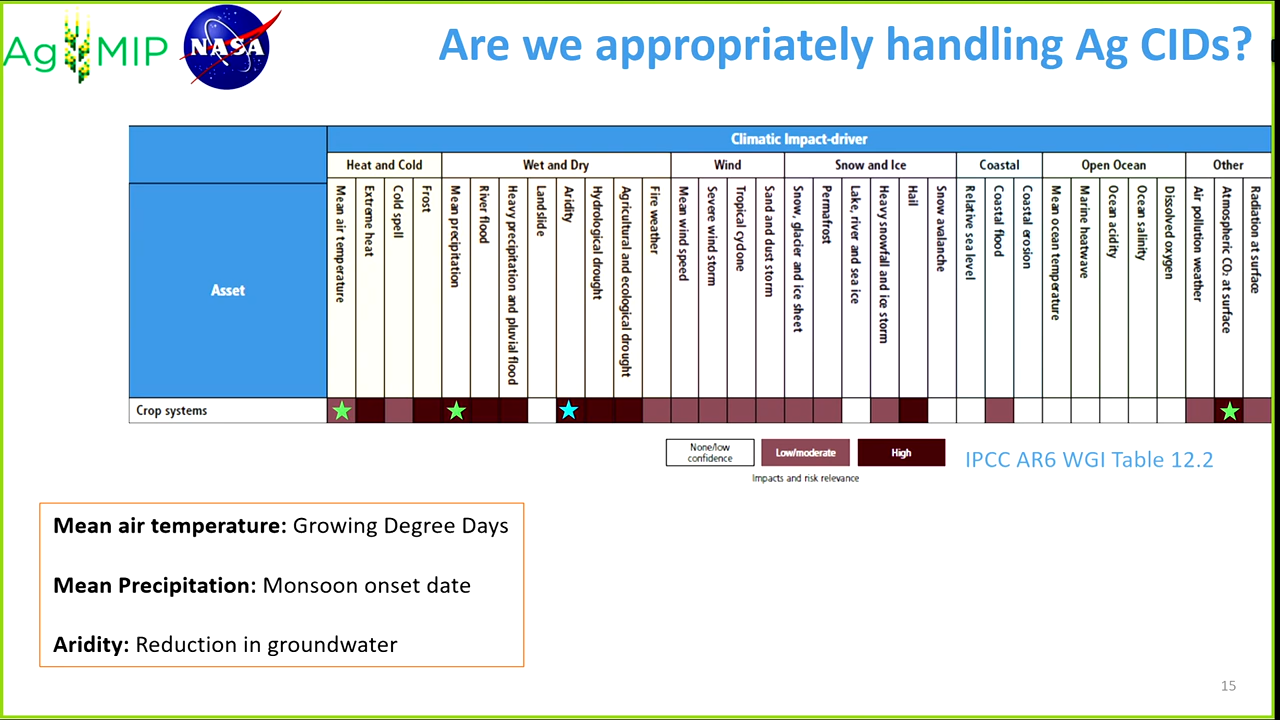 Ag MIP
NASA
Are we appropriately handling Ag CIDs?
Climatic Impact-driver
Heat and Cold
Wet and Dry
Wind
Snow and Ice
Coastal
Open Ocean
Other
Asset
Mean air temperature
Extreme heat
Cold spell
Frost
Mean precipitation
River flood
Heavy precipitation and pluvial flood
Landslide
Aridity
Hydrological drought
Agricultural and ecological drought
Fire weather
Mean wind speed
Severe wind storm
Tropical cyclone
Sand and dust storm
Snow, glacier and ice sheet
Permafrost
Lake, river and sea ice
Heavy snowfall and ice storm
Hail
Snow avalanche
Relative sea level
Coastal flood
Coastal erosion
Mean ocean temperature
Marine heatwave
Ocean acidity
Ocean salinity
Dissolved oxygen
Air pollution weather
Atmospheric CO₂ at surface
Radiation at surface
Crop systems
None/low confidence
Low/moderate
High
Impacts and risk relevance
IPCC AR6 WGI Table 12.2
Mean air temperature: Growing Degree Days
Mean Precipitation: Monsoon onset date
Aridity: Reduction in groundwater
15